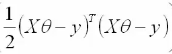 {1/2 (Xθ − y)^T (Xθ − y)}